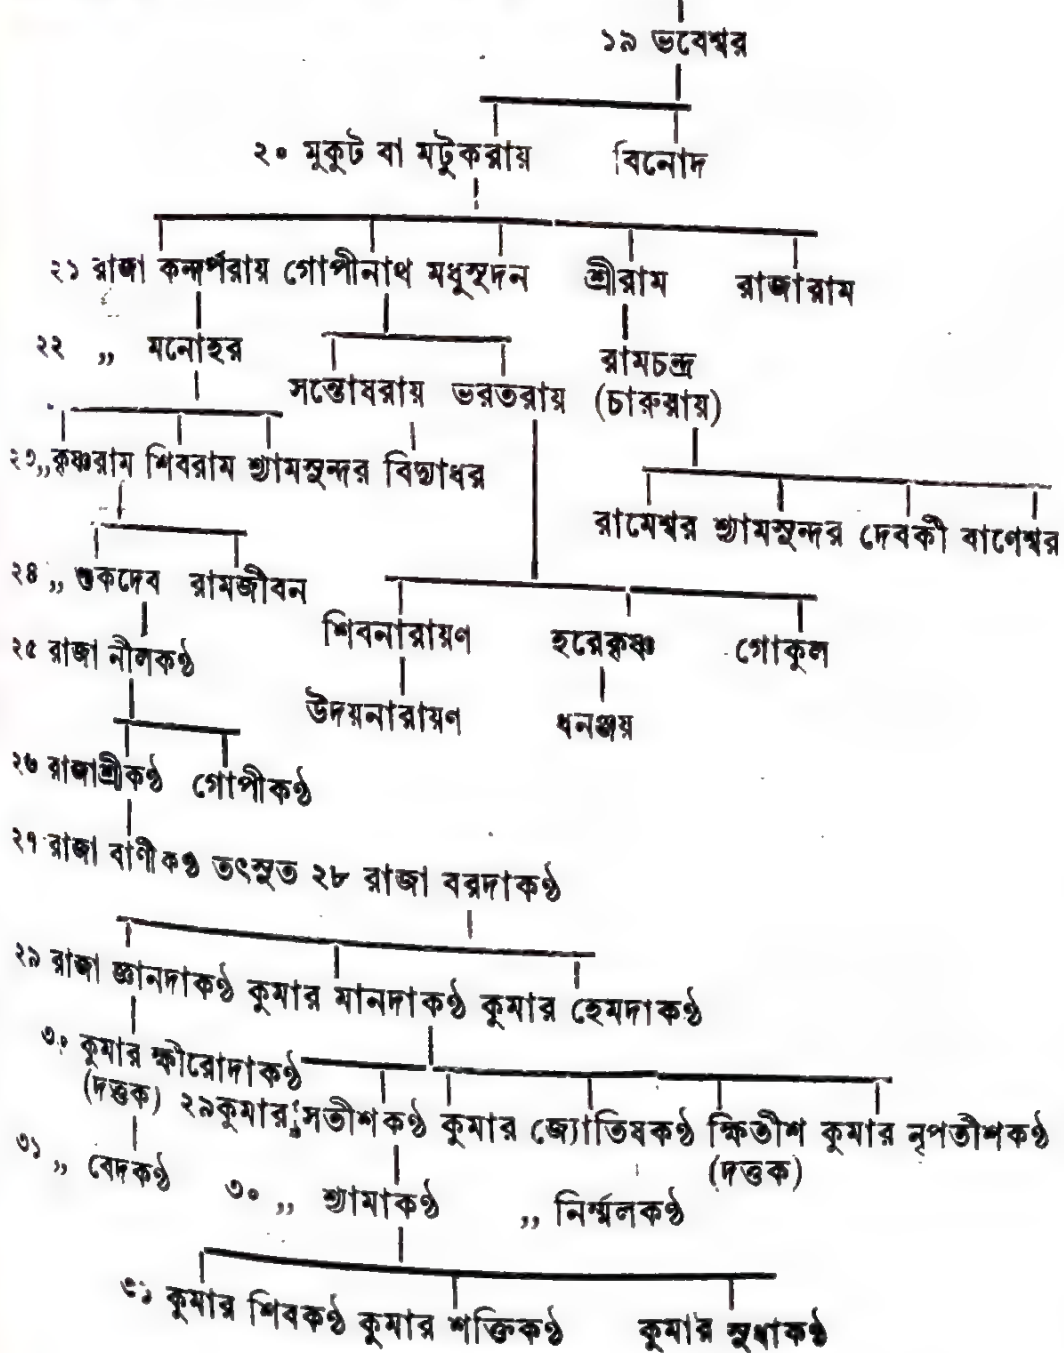 ১৯ ভবেশ্বর
২০ মুকুট বা মটুকরায় বিনোদ
২১ রাজা কন্দর্পরায় গোপীনাথ মধুসূদন শ্রীরাম রাজারাম
২২ ,, মনোহর
রামচন্দ্র
সন্তোষরায় ভরতরায় (চারুরায়)
২৩,,কৃষ্ণরাম শিবরাম শ্যামসুন্দর বিদ্যাধর
রামেশ্বর শ্যামসুন্দর দেবকী বাণেশ্বর
২৪ ,, শুকদেব রামজীবন
শিবনারায়ণ হরেকৃষ্ণ গোকুল
২৫ রাজা নীলকণ্ঠ
উদয়নারায়ণ ধনঞ্জয়
২৬ রাজাশ্রীকণ্ঠ গোপীকণ্ঠ
২৭ রাজা বাণীকণ্ঠ তৎসুত ২৮ রাজা বরদাকণ্ঠ
২৯ রাজা জ্ঞানদাকণ্ঠ কুমার মানদাকণ্ঠ কুমার হেমদাকণ্ঠ
৩০ কুমার ক্ষীরোদাকণ্ঠ
(দত্তক) ২৯কুমার সতীশকণ্ঠ কুমার জ্যোতিষকণ্ঠ ক্ষিতীশ কুমার নৃপতীশকণ্ঠ
(দত্তক)
৩১ ,, বেদকণ্ঠ
৩০ ,, শ্যামাকণ্ঠ ,, নির্ম্মলকণ্ঠ
৩১ কুমার শিবকণ্ঠ কুমার শক্তিকণ্ঠ কুমার সুধাকণ্ঠ